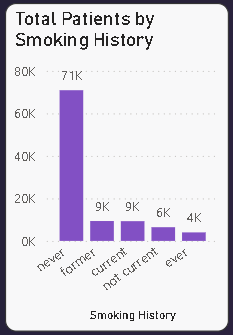 Total Patients by
Smoking History
80K
71K
60K
40K
20K
9K
9K
6K
4K
0K
never
former
current
not current
ever
Smoking History